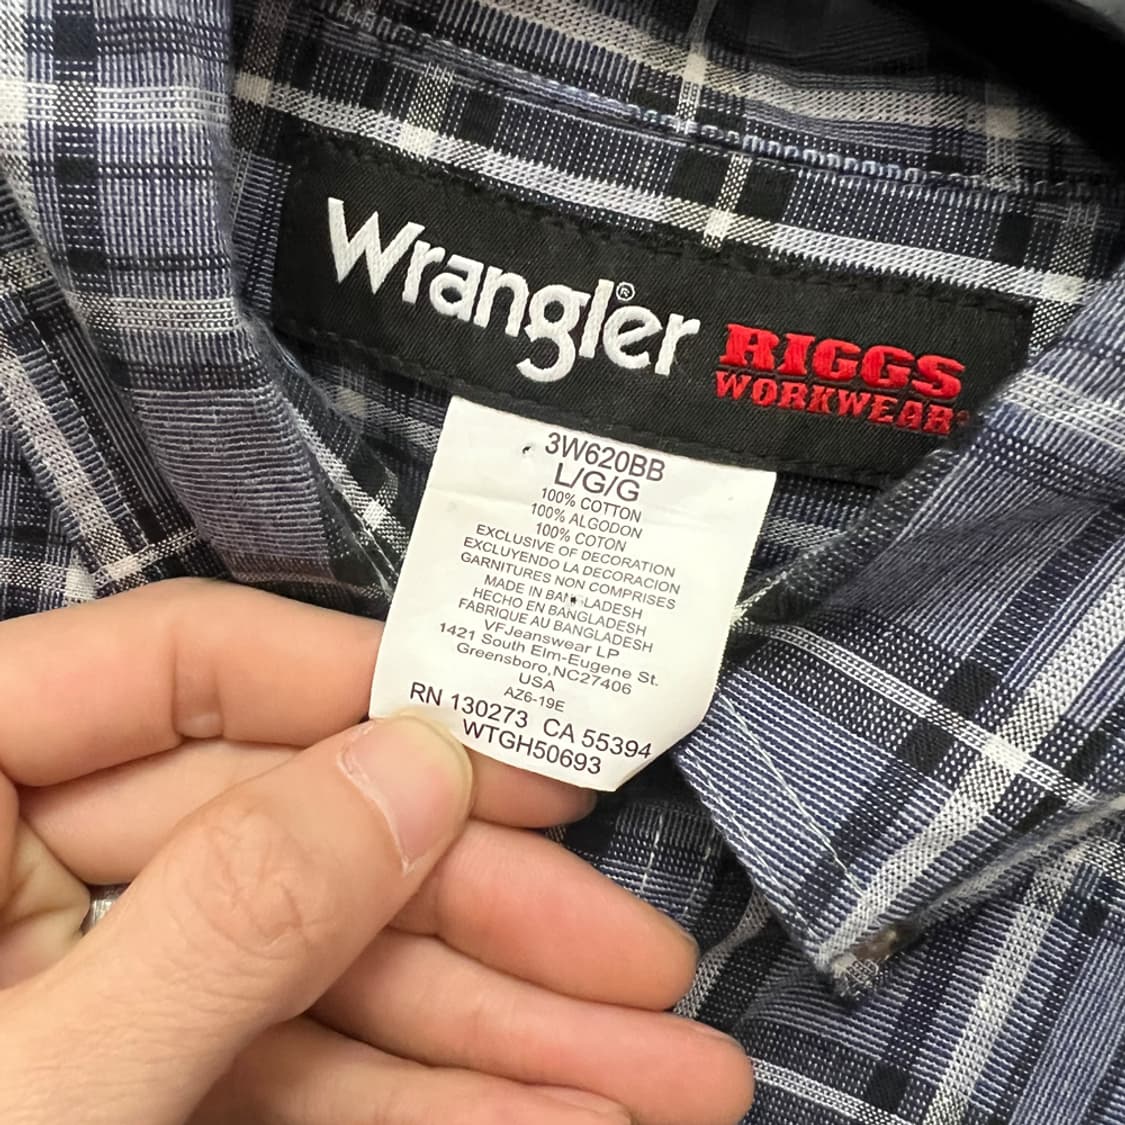 Wrangler®
RIGGS
WORKWEAR
3W620BB
L/G/G
100% COTTON
100% ALGODON
100% COTON
EXCLUSIVE OF DECORATION
EXCLUYENDO LA DECORACION
GARNITURES NON COMPRISES
MADE IN BANGLADESH
HECHO EN BANGLADESH
FABRIQUE AU BANGLADESH
VFJeanswear LP
1421 South Elm-Eugene St.
Greensboro,NC27406
USA
AZ6-19E
RN 130273 CA 55394
WTGH50693